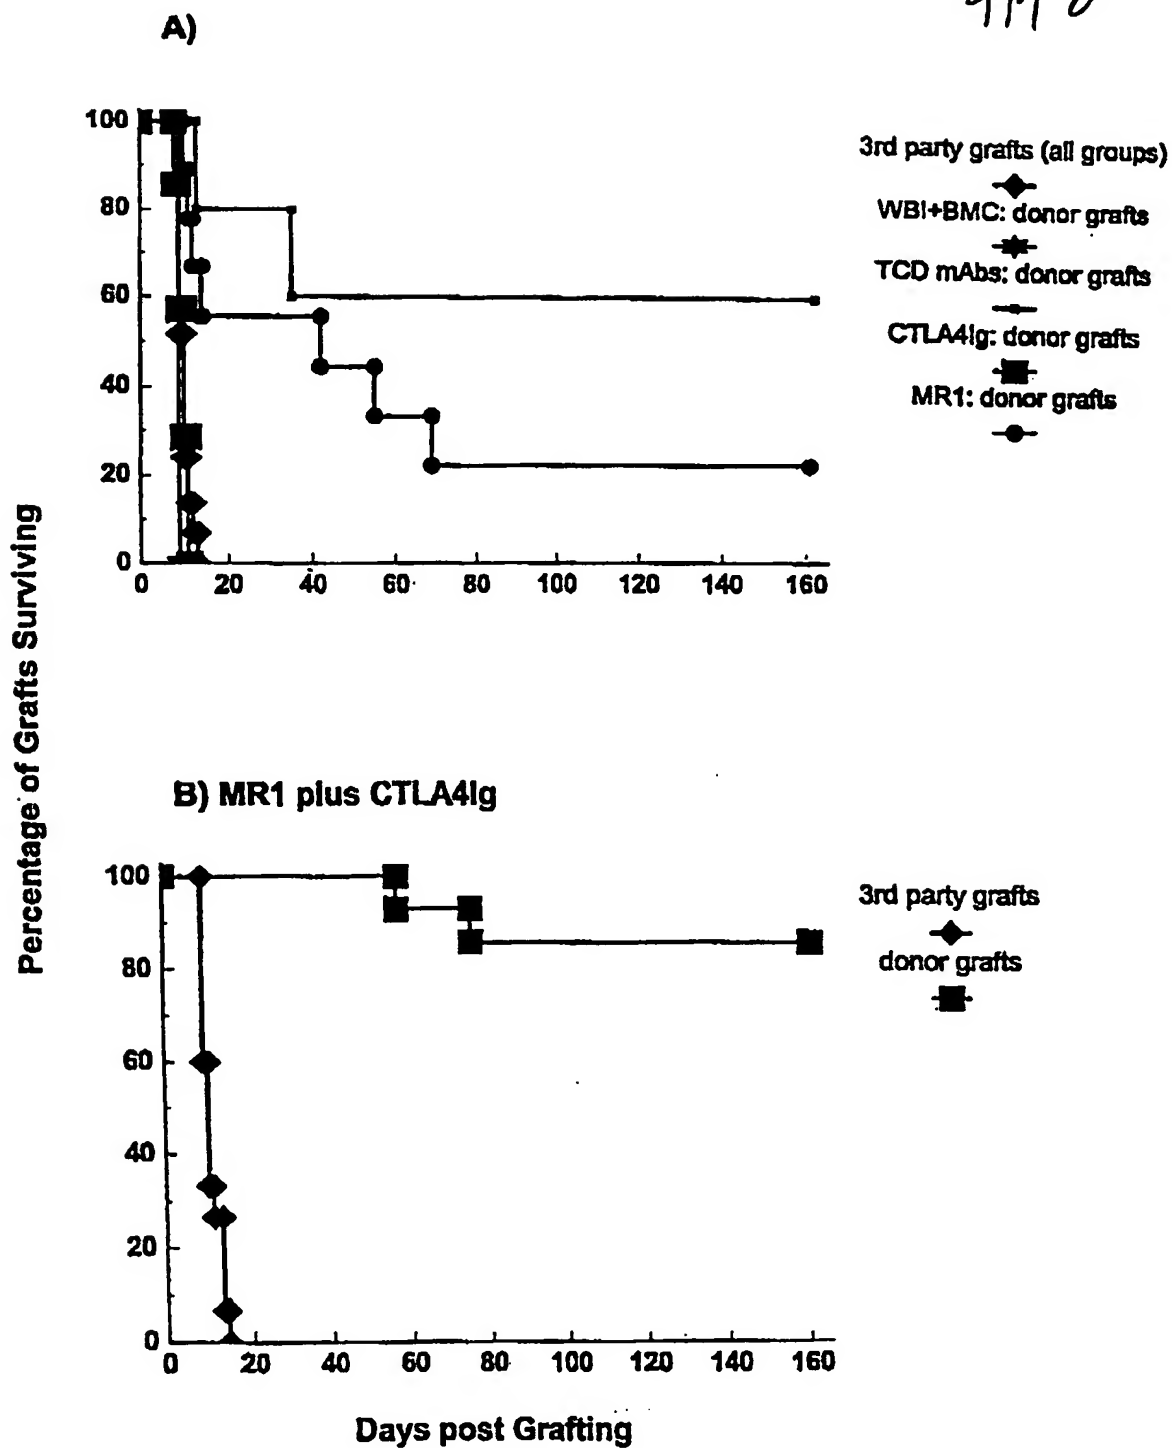 A)
100
80
60
40
20
0
0 20 40 60 80 100 120 140 160
3rd party grafts (all groups)
WBI+BMC: donor grafts
TCD mAbs: donor grafts
CTLA4Ig: donor grafts
MR1: donor grafts
Percentage of Grafts Surviving
B) MR1 plus CTLA4Ig
100
80
60
40
20
0
0 20 40 60 80 100 120 140 160
3rd party grafts
donor grafts
Days post Grafting